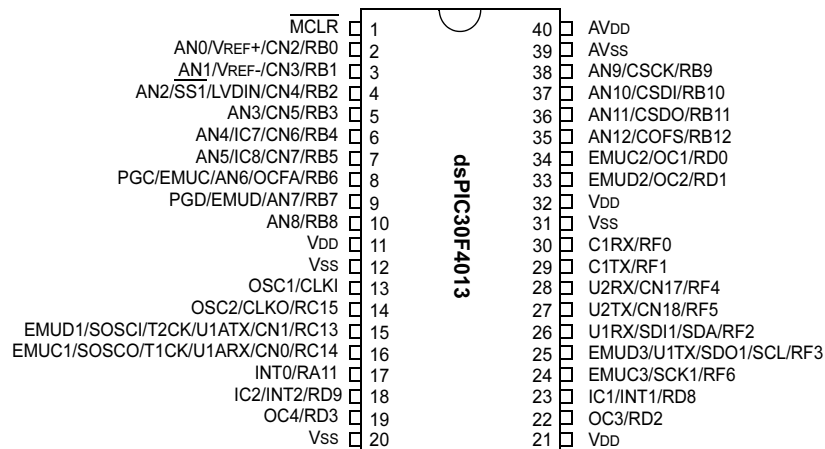 MCLR 1
AN0/VREF+/CN2/RB0 2
AN1/VREF-/CN3/RB1 3
AN2/SS1/LVDIN/CN4/RB2 4
AN3/CN5/RB3 5
AN4/IC7/CN6/RB4 6
AN5/IC8/CN7/RB5 7
PGC/EMUC/AN6/OCFA/RB6 8
PGD/EMUD/AN7/RB7 9
AN8/RB8 10
VDD 11
VSS 12
OSC1/CLKI 13
OSC2/CLKO/RC15 14
EMUD1/SOSCI/T2CK/U1ATX/CN1/RC13 15
EMUC1/SOSCO/T1CK/U1ARX/CN0/RC14 16
INT0/RA11 17
IC2/INT2/RD9 18
OC4/RD3 19
VSS 20
dsPIC30F4013
40 AVDD
39 AVSS
38 AN9/CSCK/RB9
37 AN10/CSDI/RB10
36 AN11/CSDO/RB11
35 AN12/COFS/RB12
34 EMUC2/OC1/RD0
33 EMUD2/OC2/RD1
32 VDD
31 VSS
30 C1RX/RF0
29 C1TX/RF1
28 U2RX/CN17/RF4
27 U2TX/CN18/RF5
26 U1RX/SDI1/SDA/RF2
25 EMUD3/U1TX/SDO1/SCL/RF3
24 EMUC3/SCK1/RF6
23 IC1/INT1/RD8
22 OC3/RD2
21 VDD